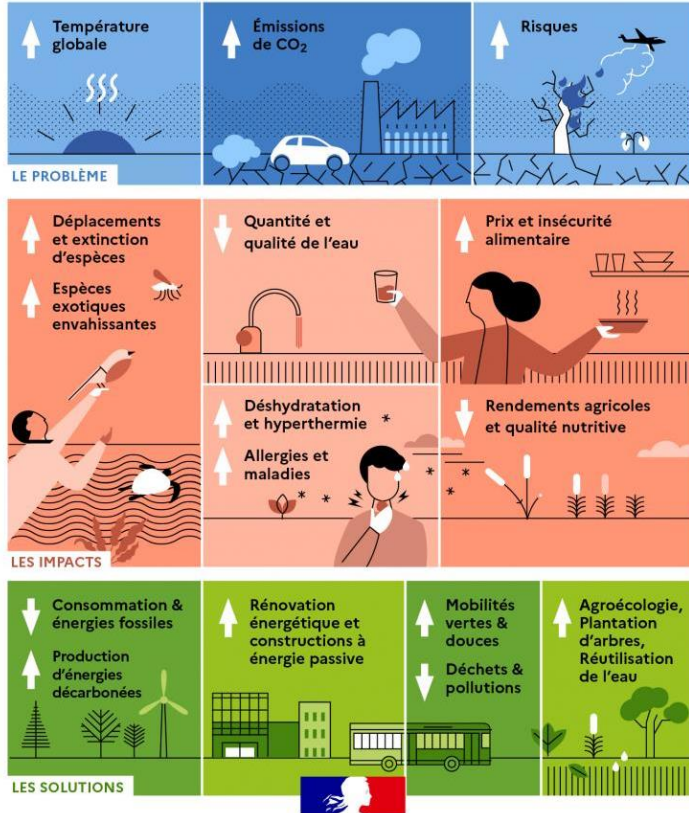 Température
globale
Émissions
de CO₂
Risques
LE PROBLÈME
Déplacements
et extinction
d'espèces
Espèces
exotiques
envahissantes
Quantité et
qualité de l'eau
Prix et insécurité
alimentaire
Déshydratation
et hyperthermie
Allergies et
maladies
Rendements agricoles
et qualité nutritive
LES IMPACTS
Consommation &
énergies fossiles
Production
d'énergies
décarbonées
Rénovation
énergétique et
constructions à
énergie passive
Mobilités
vertes &
douces
Déchets &
pollutions
Agroécologie,
Plantation
d'arbres,
Réutilisation
de l'eau
LES SOLUTIONS